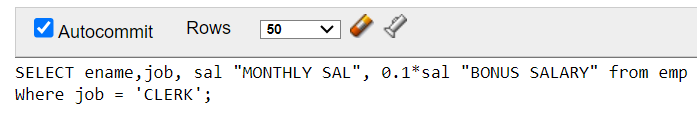 Autocommit Rows 50
SELECT ename,job, sal "MONTHLY SAL", 0.1*sal "BONUS SALARY" from emp
Where job = 'CLERK';